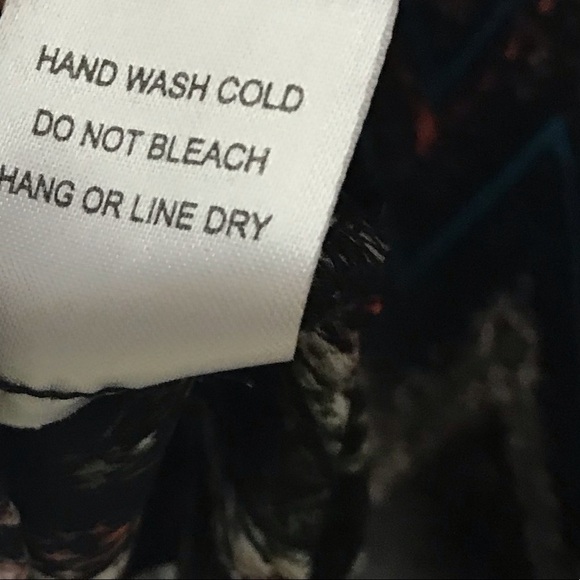 HAND WASH COLD
DO NOT BLEACH
HANG OR LINE DRY